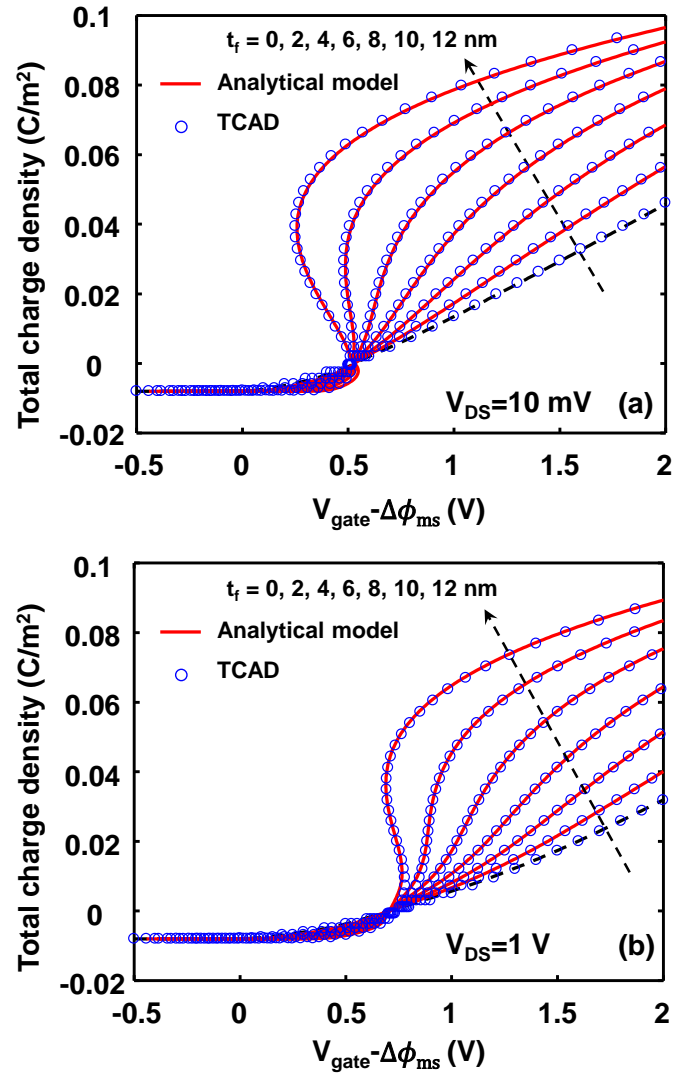 t_f = 0, 2, 4, 6, 8, 10, 12 nm
Analytical model
TCAD
Total charge density (C/m²)
0.1
0.08
0.06
0.04
0.02
0
-0.02
V_DS=10 mV (a)
-0.5 0 0.5 1 1.5 2
V_gate-Δϕ_ms (V)
t_f = 0, 2, 4, 6, 8, 10, 12 nm
Analytical model
TCAD
Total charge density (C/m²)
0.1
0.08
0.06
0.04
0.02
0
-0.02
V_DS=1 V (b)
-0.5 0 0.5 1 1.5 2
V_gate-Δϕ_ms (V)